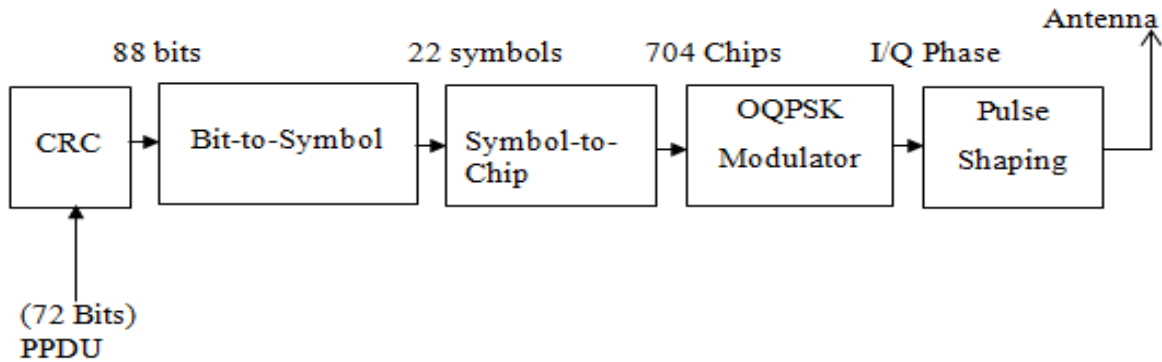 Antenna
88 bits
22 symbols
704 Chips
I/Q Phase
CRC
Bit-to-Symbol
Symbol-to-
Chip
OQPSK
Modulator
Pulse
Shaping
(72 Bits)
PPDU